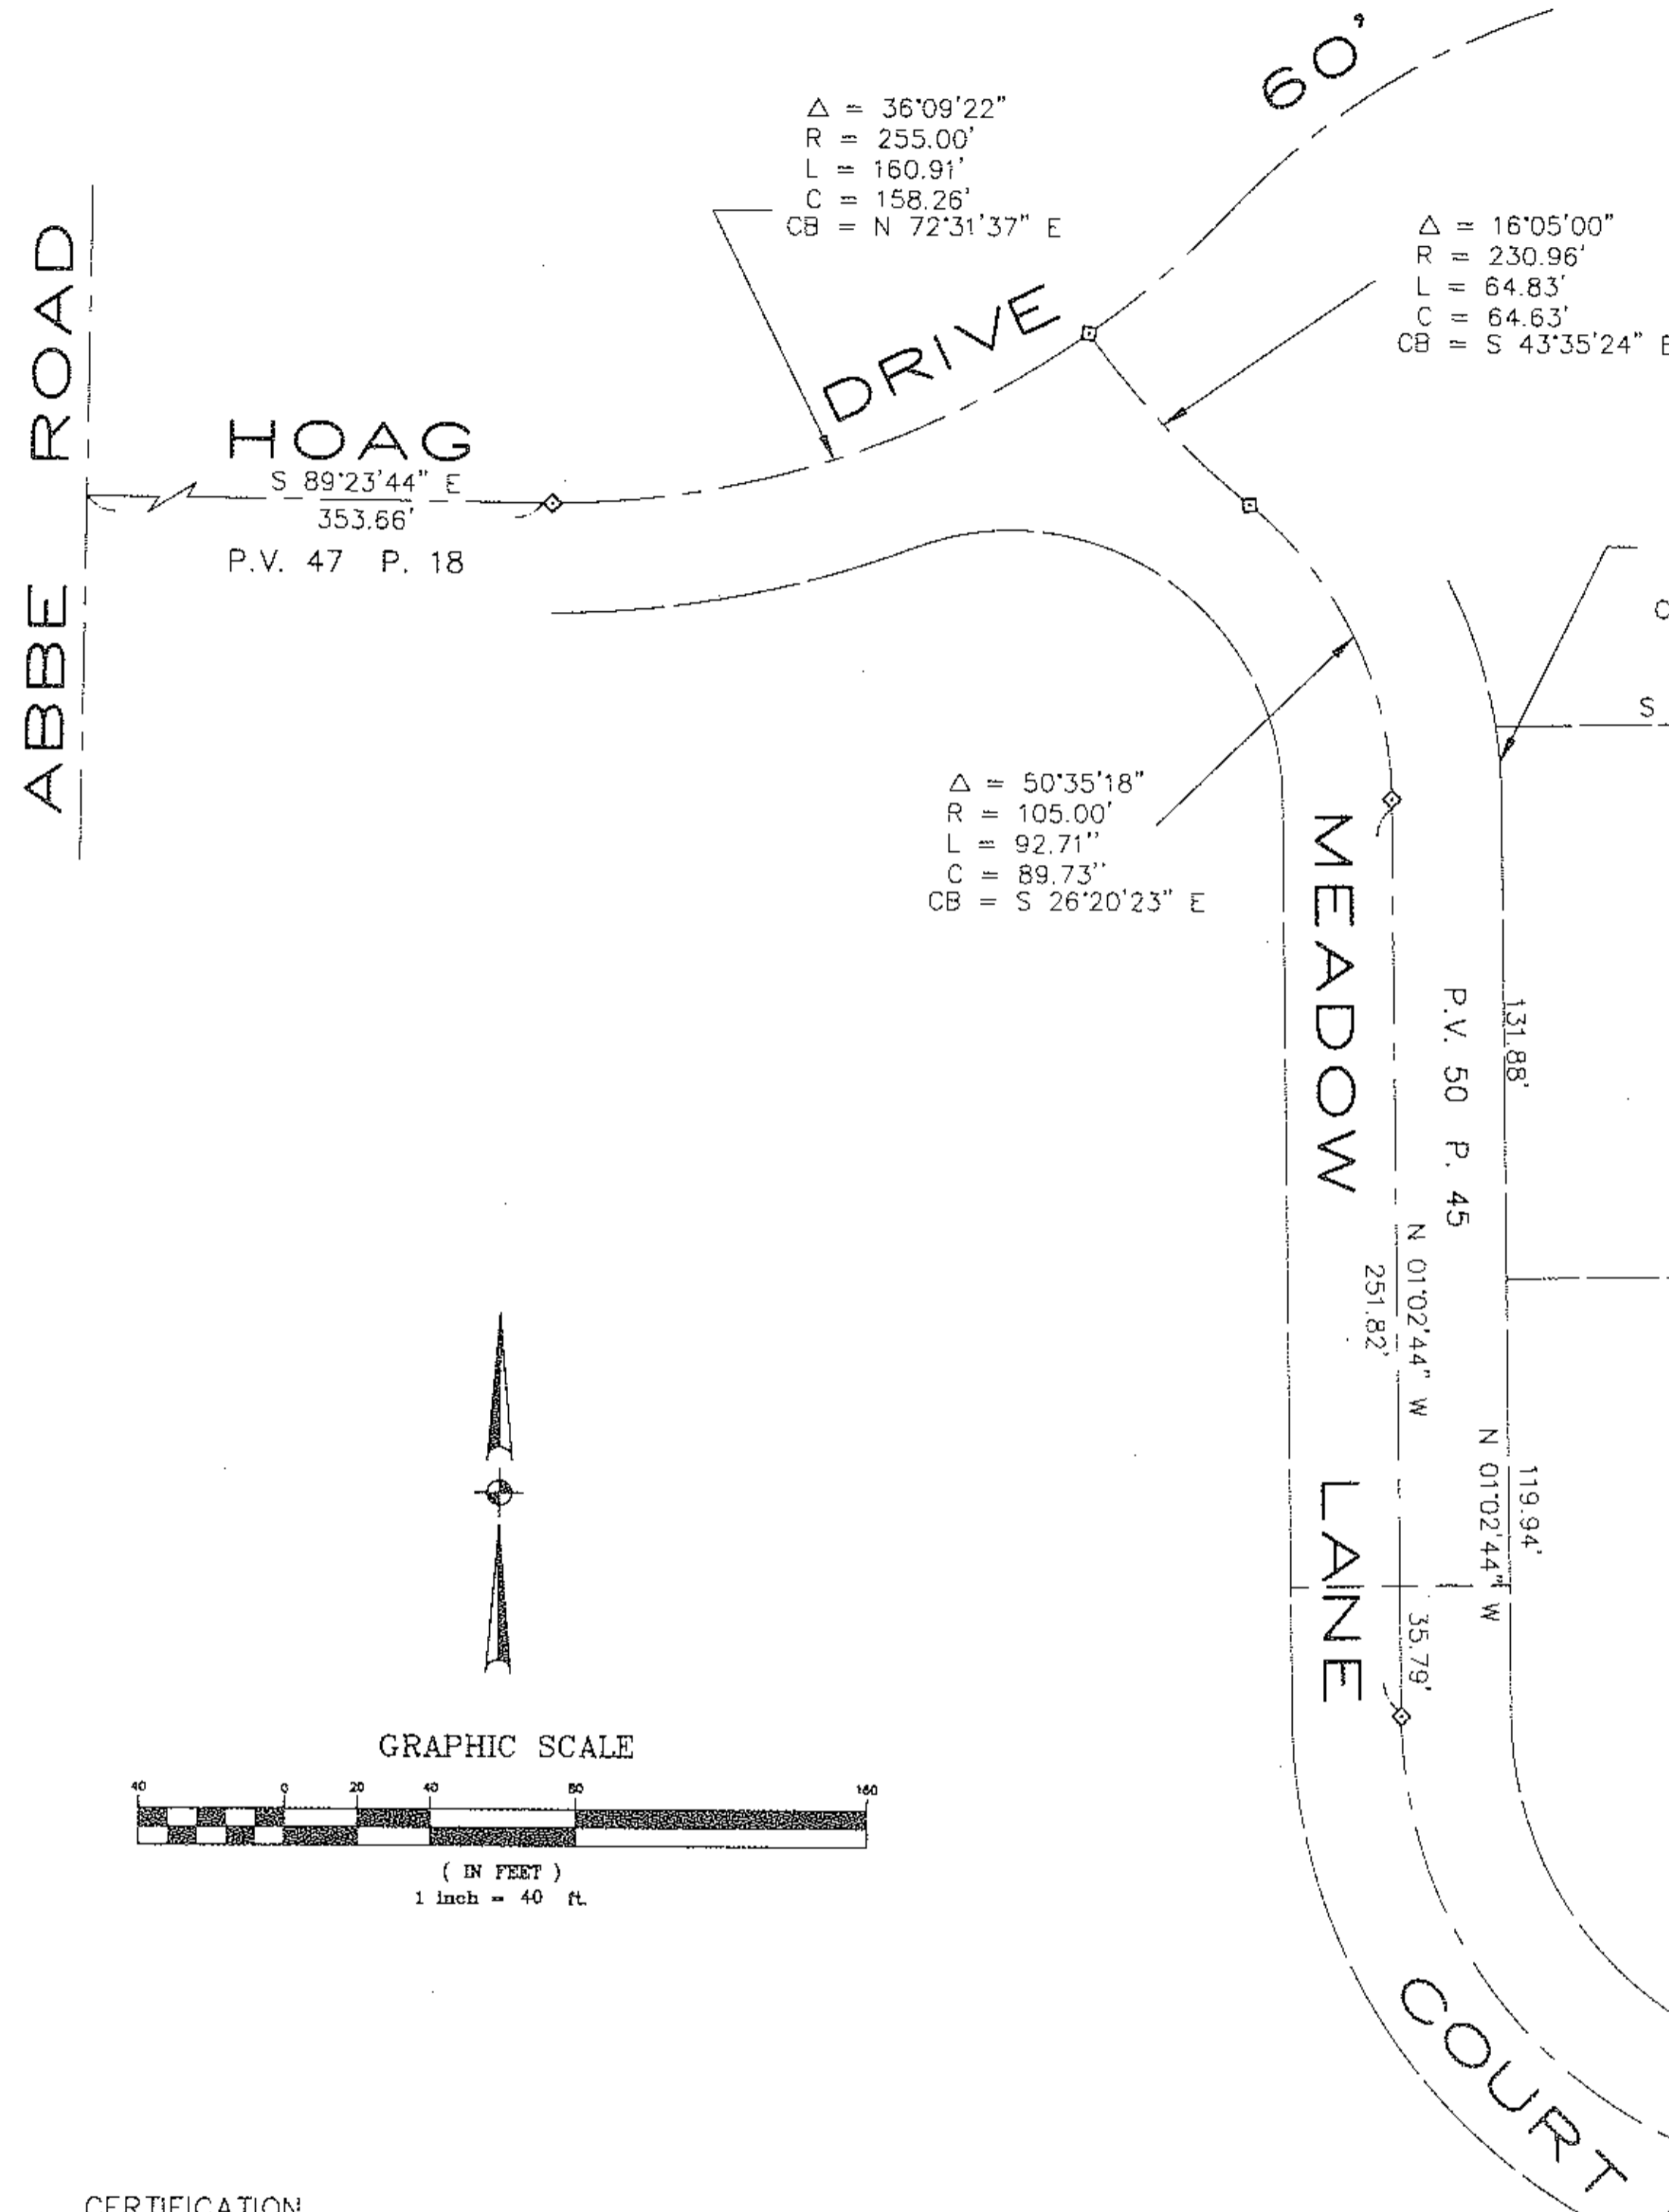 60'
Δ = 36°09'22"
R = 255.00'
L = 160.91'
C = 158.26'
CB = N 72°31'37" E
Δ = 16°05'00"
R = 230.96'
L = 64.83'
C = 64.63'
CB = S 43°35'24" E
ABBE ROAD
HOAG DRIVE
S 89°23'44" E
353.66'
P.V. 47 P. 18
S
Δ = 50°35'18"
R = 105.00'
L = 92.71"
C = 89.73"
CB = S 26°20'23" E
MEADOW LANE COURT
P.V. 50 P. 45
131.88'
N 01°02'44" W
251.82'
119.94'
N 01°02'44" W
35.79'
GRAPHIC SCALE
40 0 20 40 80 160
( IN FEET )
1 inch = 40 ft.
CERTIFICATION